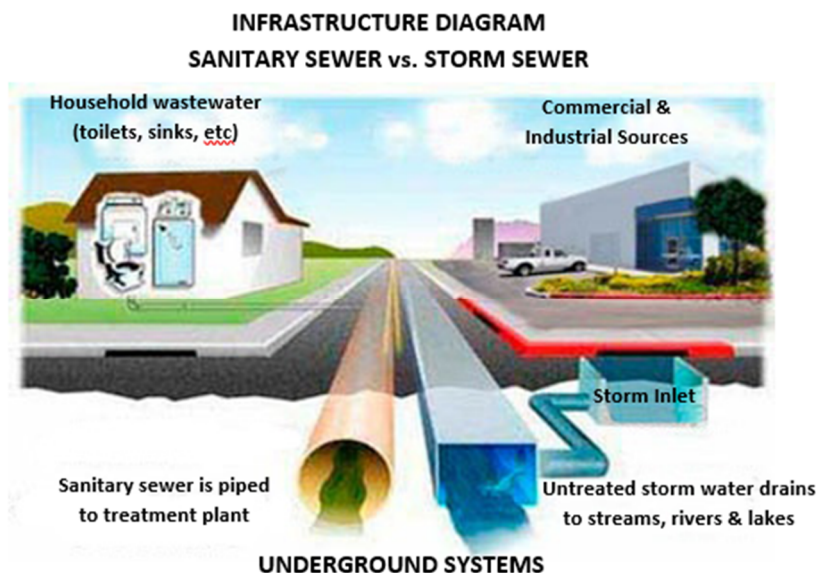 INFRASTRUCTURE DIAGRAM
SANITARY SEWER vs. STORM SEWER
Household wastewater
(toilets, sinks, etc)
Commercial &
Industrial Sources
Storm Inlet
Sanitary sewer is piped
to treatment plant
Untreated storm water drains
to streams, rivers & lakes
UNDERGROUND SYSTEMS